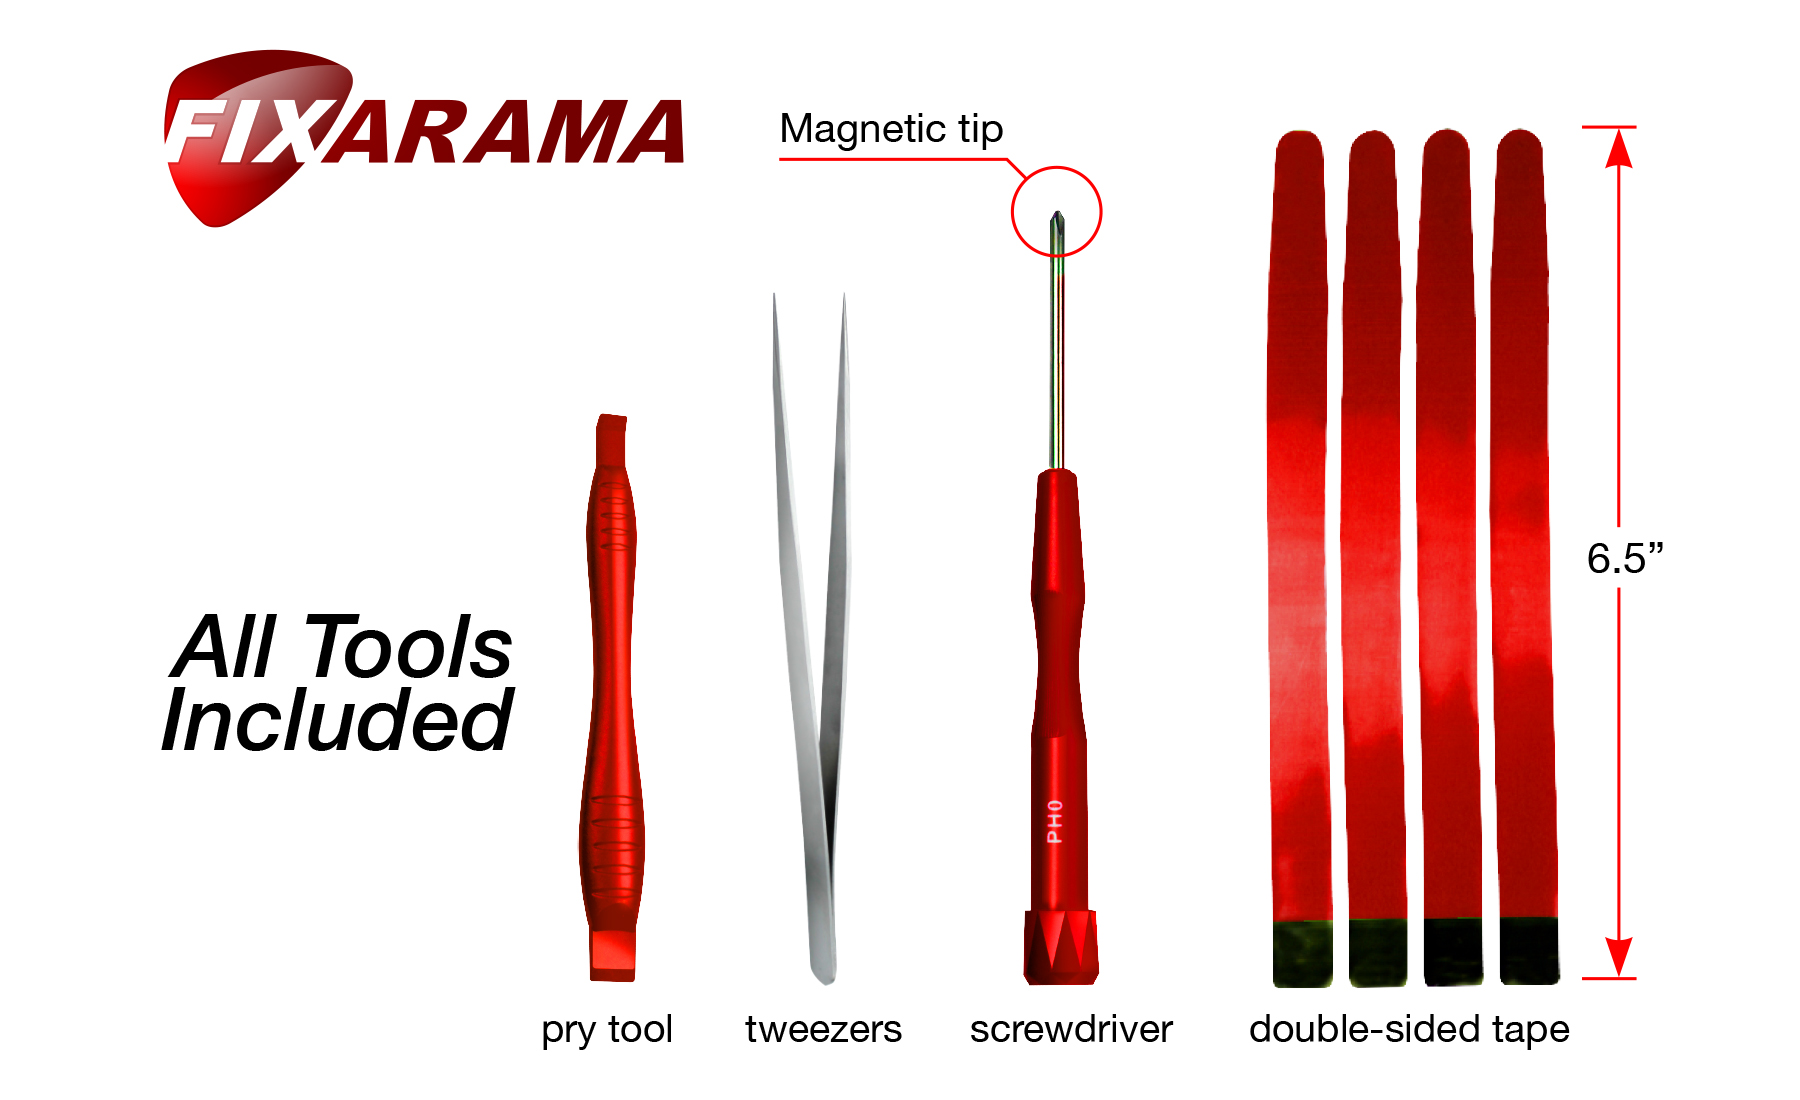 FIXARAMA
Magnetic tip
6.5”
All Tools
Included
PH0
pry tool
tweezers
screwdriver
double-sided tape